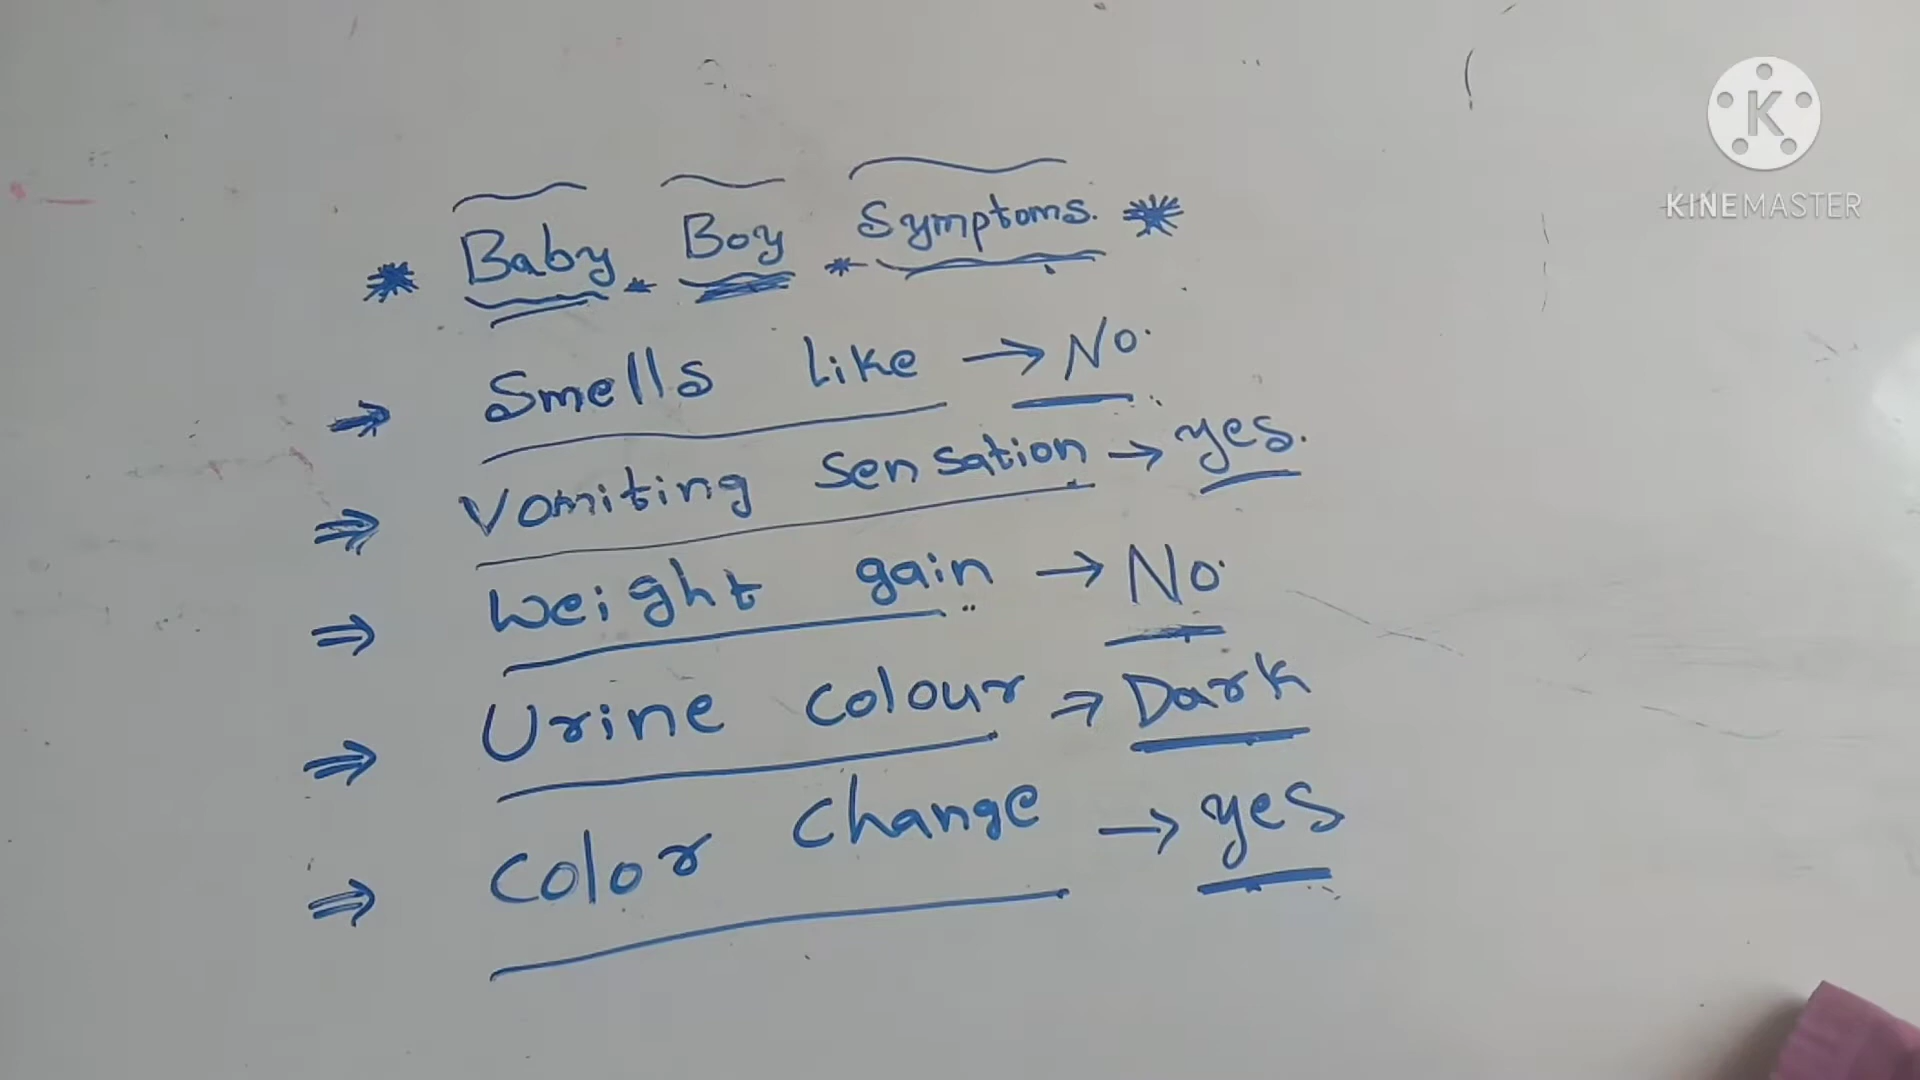 K
KINEMASTER
* Baby * Boy * Symptoms. *
⇒ Smells like → No.
⇒ Vomiting Sensation → yes.
⇒ Weight gain → No.
⇒ Urine Colour → Dark
⇒ Color Change → yes